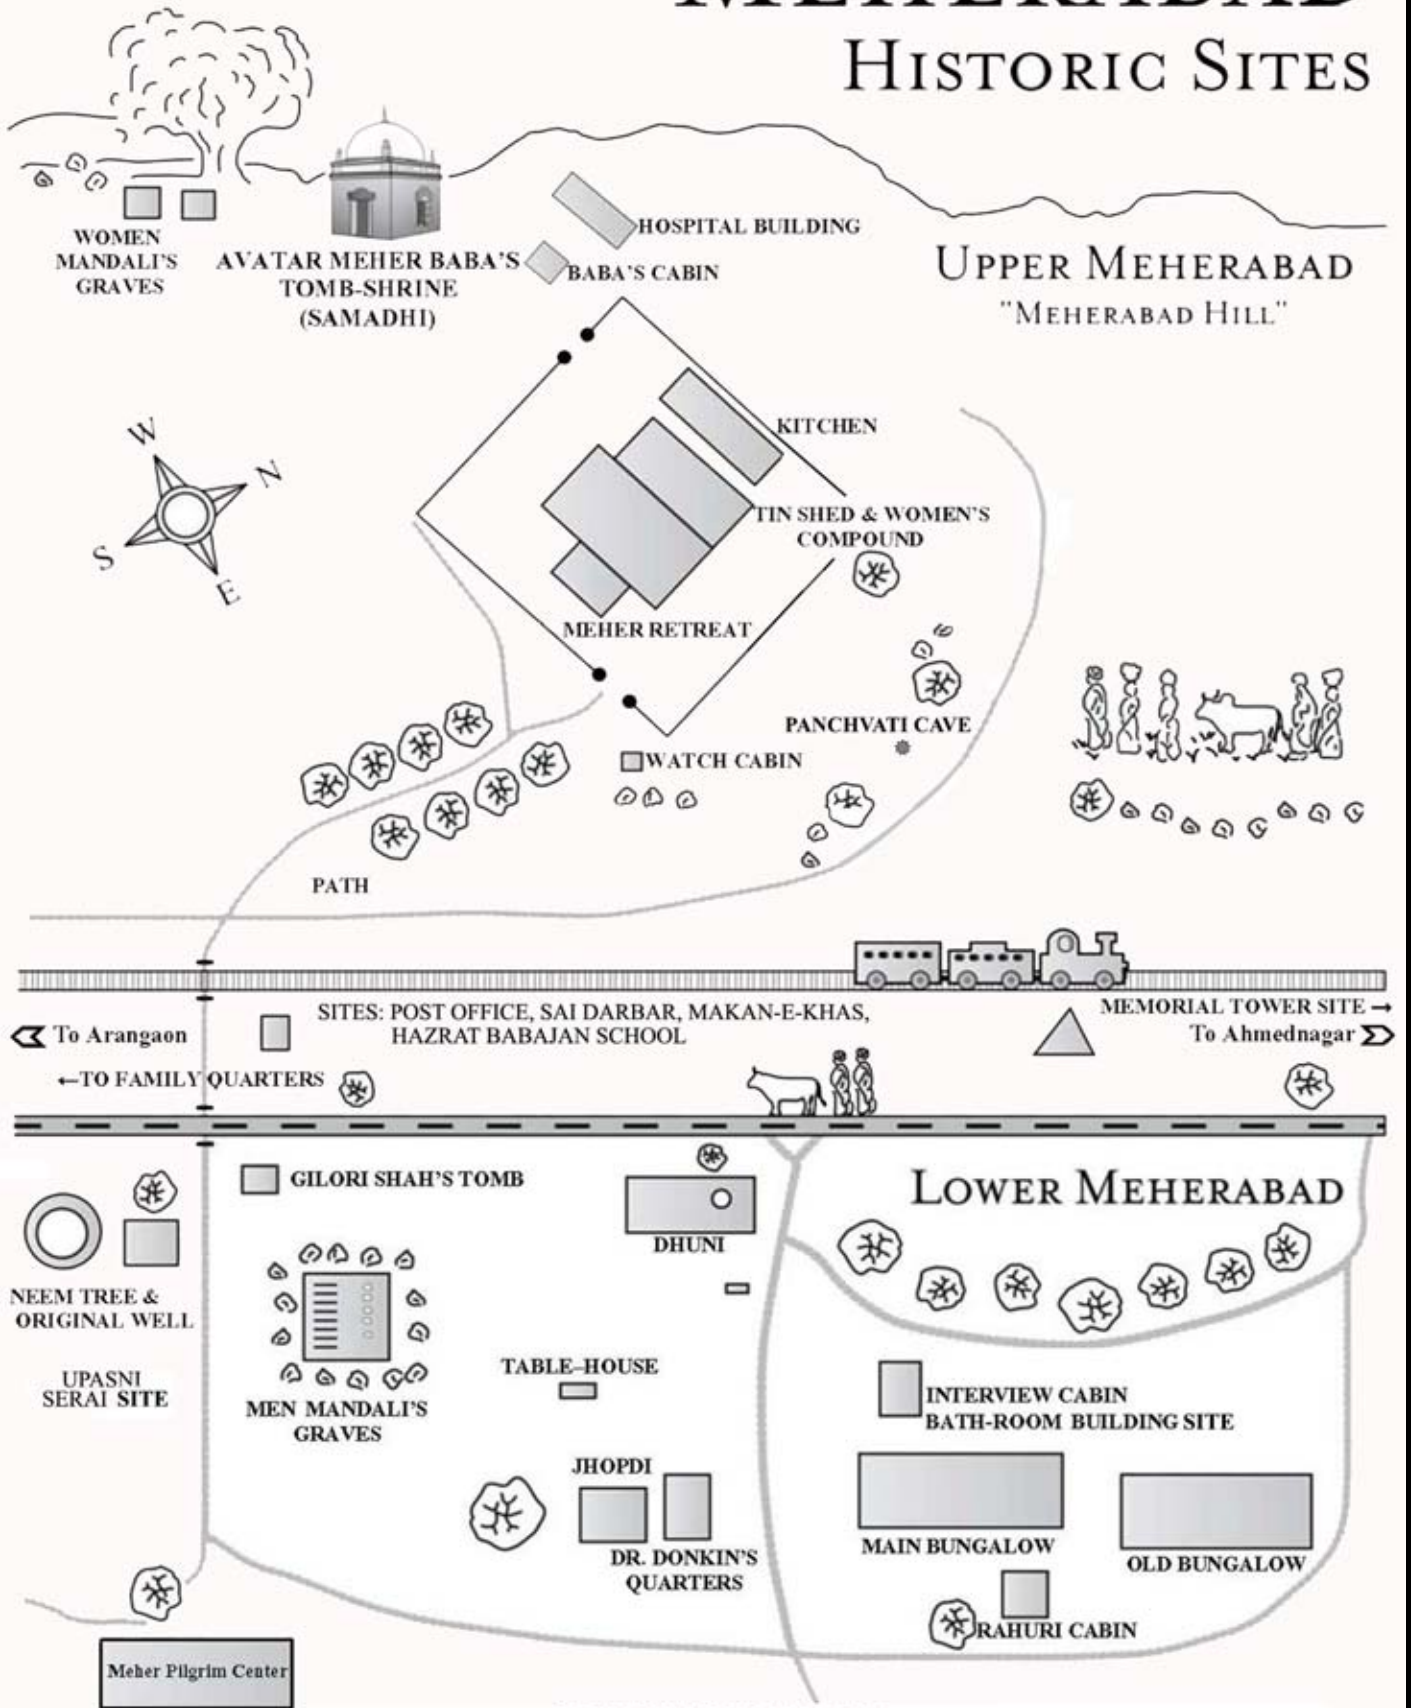 MEHERABAD
HISTORIC SITES
WOMEN
MANDALI'S
GRAVES
AVATAR MEHER BABA'S
TOMB-SHRINE
(SAMADHI)
HOSPITAL BUILDING
BABA'S CABIN
UPPER MEHERABAD
"MEHERABAD HILL"
W
N
S
E
KITCHEN
TIN SHED & WOMEN'S
COMPOUND
MEHER RETREAT
PANCHVATI CAVE
WATCH CABIN
PATH
SITES: POST OFFICE, SAI DARBAR, MAKAN-E-KHAS,
HAZRAT BABAJAN SCHOOL
MEMORIAL TOWER SITE →
To Arangaon
To Ahmednagar
←TO FAMILY QUARTERS
GILORI SHAH'S TOMB
DHUNI
LOWER MEHERABAD
NEEM TREE &
ORIGINAL WELL
UPASNI
SERAI SITE
MEN MANDALI'S
GRAVES
TABLE–HOUSE
INTERVIEW CABIN
BATH-ROOM BUILDING SITE
JHOPDI
DR. DONKIN'S
QUARTERS
MAIN BUNGALOW
OLD BUNGALOW
RAHURI CABIN
Meher Pilgrim Center